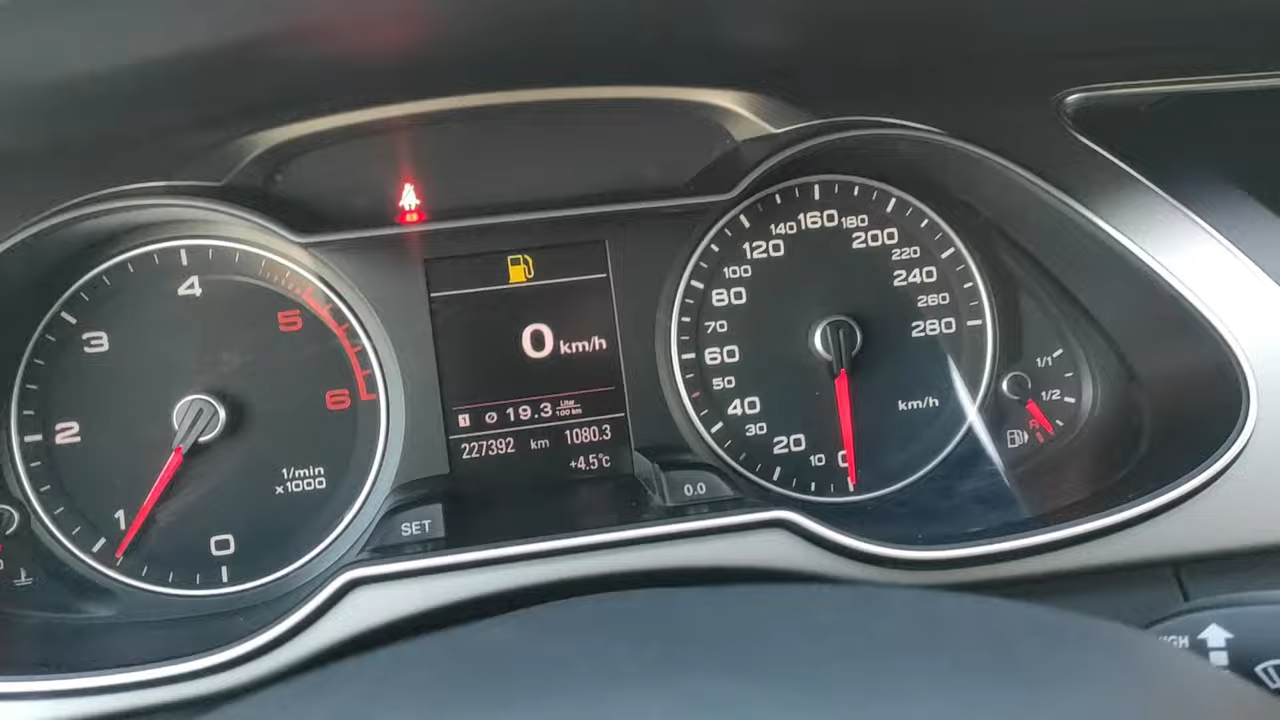 4
3
5
6
2
1/min
x1000
1
0
SET
0 km/h
1 ø 19.3 Liter
100 km
227392 km 1080.3
+4.5°c
0.0
140 160 180
120 200
100 220
80 240
70 260
60 280
50
40 km/h
30
20
10 0
1/1
1/2
R